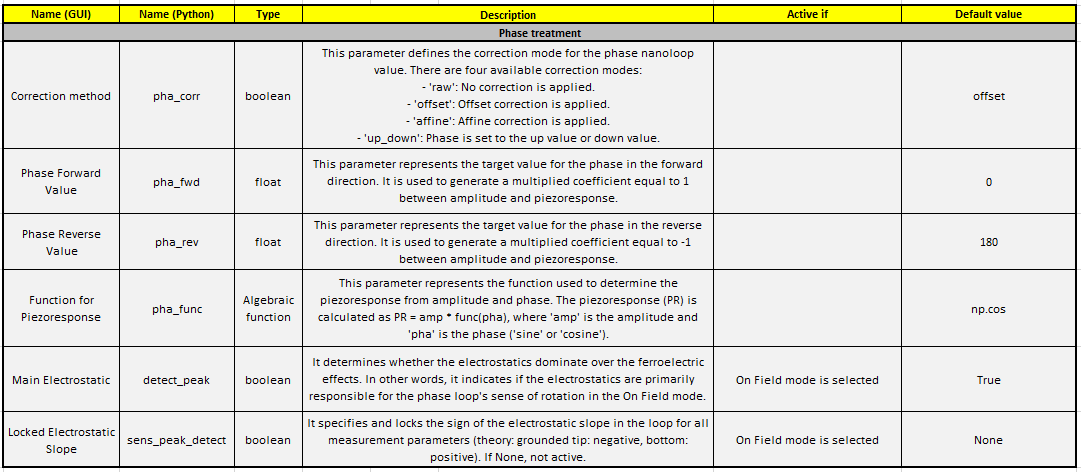 Name (GUI) Name (Python) Type Description Active if Default value
Phase treatment
Correction method pha_corr boolean
This parameter defines the correction mode for the phase nanoloop
value. There are four available correction modes:
- 'raw': No correction is applied.
- 'offset': Offset correction is applied.
- 'affine': Affine correction is applied.
- 'up_down': Phase is set to the up value or down value.
offset
Phase Forward
Value
pha_fwd float
This parameter represents the target value for the phase in the forward
direction. It is used to generate a multiplied coefficient equal to 1
between amplitude and piezoresponse.
0
Phase Reverse
Value
pha_rev float
This parameter represents the target value for the phase in the reverse
direction. It is used to generate a multiplied coefficient equal to -1
between amplitude and piezoresponse.
180
Function for
Piezoresponse
pha_func
Algebraic
function
This parameter represents the function used to determine the
piezoresponse from amplitude and phase. The piezoresponse (PR) is
calculated as PR = amp * func(pha), where 'amp' is the amplitude and
'pha' is the phase ('sine' or 'cosine').
np.cos
Main Electrostatic detect_peak boolean
It determines whether the electrostatics dominate over the ferroelectric
effects. In other words, it indicates if the electrostatics are primarily
responsible for the phase loop's sense of rotation in the On Field mode.
On Field mode is selected True
Locked Electrostatic
Slope
sens_peak_detect boolean
It specifies and locks the sign of the electrostatic slope in the loop for all
measurement parameters (theory: grounded tip: negative, bottom:
positive). If None, not active.
On Field mode is selected None